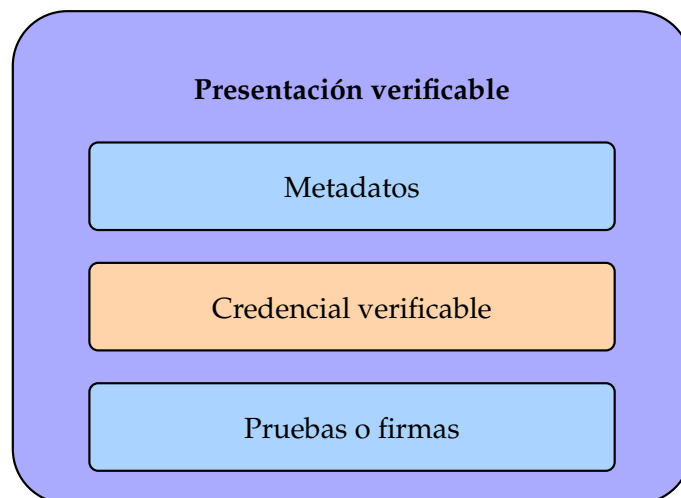 Presentación verificable
Metadatos
Credencial verificable
Pruebas o firmas